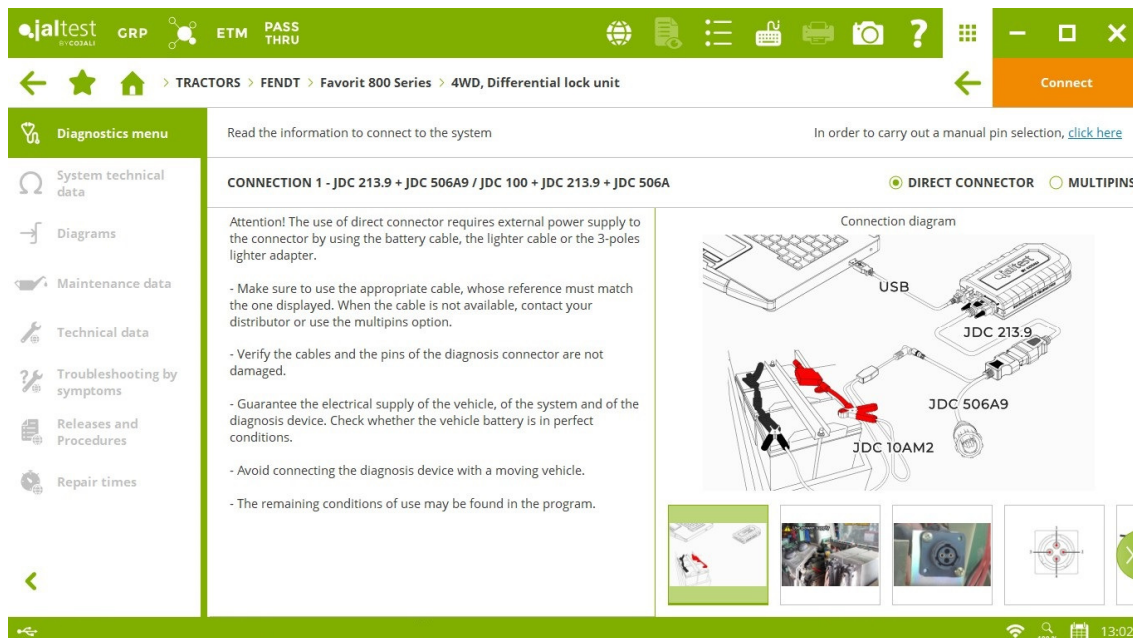 jaltest GRP ETM PASS THRU
BY COJALI
> TRACTORS > FENDT > Favorit 800 Series > 4WD, Differential lock unit
Connect
Diagnostics menu
System technical data
Diagrams
Maintenance data
Technical data
Troubleshooting by symptoms
Releases and Procedures
Repair times
Read the information to connect to the system
In order to carry out a manual pin selection, click here
CONNECTION 1 - JDC 213.9 + JDC 506A9 / JDC 100 + JDC 213.9 + JDC 506A
DIRECT CONNECTOR
MULTIPINS
Attention! The use of direct connector requires external power supply to
the connector by using the battery cable, the lighter cable or the 3-poles
lighter adapter.
- Make sure to use the appropriate cable, whose reference must match
the one displayed. When the cable is not available, contact your
distributor or use the multipins option.
- Verify the cables and the pins of the diagnosis connector are not
damaged.
- Guarantee the electrical supply of the vehicle, of the system and of the
diagnosis device. Check whether the vehicle battery is in perfect
conditions.
- Avoid connecting the diagnosis device with a moving vehicle.
- The remaining conditions of use may be found in the program.
Connection diagram
jaltest
USB
JDC 213.9
JDC 506A9
JDC 10AM2
13:02